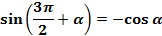 sin(3π/2 + α) = −cos α